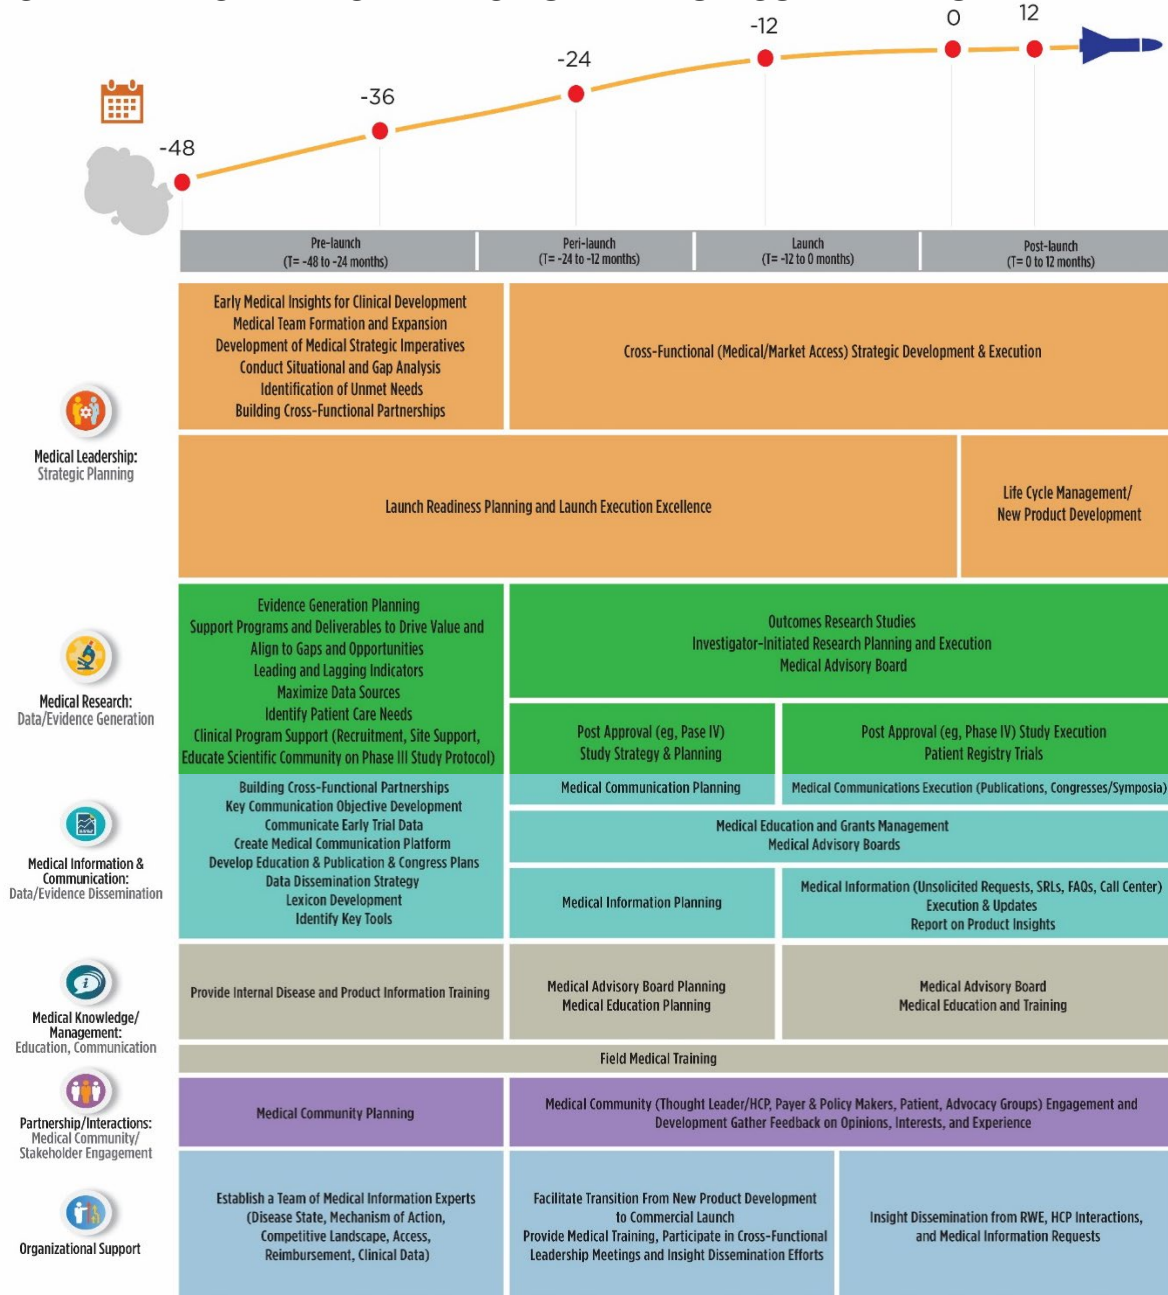 -48
-36
-24
-12
0
12
Pre-launch
(T= -48 to -24 months)
Peri-launch
(T= -24 to -12 months)
Launch
(T= -12 to 0 months)
Post-launch
(T= 0 to 12 months)
Medical Leadership:
Strategic Planning
Early Medical Insights for Clinical Development
Medical Team Formation and Expansion
Development of Medical Strategic Imperatives
Conduct Situational and Gap Analysis
Identification of Unmet Needs
Building Cross-Functional Partnerships
Cross-Functional (Medical/Market Access) Strategic Development & Execution
Launch Readiness Planning and Launch Execution Excellence
Life Cycle Management/
New Product Development
Medical Research:
Data/Evidence Generation
Evidence Generation Planning
Support Programs and Deliverables to Drive Value and
Align to Gaps and Opportunities
Leading and Lagging Indicators
Maximize Data Sources
Identify Patient Care Needs
Clinical Program Support (Recruitment, Site Support,
Educate Scientific Community on Phase III Study Protocol)
Outcomes Research Studies
Investigator-Initiated Research Planning and Execution
Medical Advisory Board
Post Approval (eg, Pase IV)
Study Strategy & Planning
Post Approval (eg, Phase IV) Study Execution
Patient Registry Trials
Medical Information &
Communication:
Data/Evidence Dissemination
Building Cross-Functional Partnerships
Key Communication Objective Development
Communicate Early Trial Data
Create Medical Communication Platform
Develop Education & Publication & Congress Plans
Data Dissemination Strategy
Lexicon Development
Identify Key Tools
Medical Communication Planning
Medical Communications Execution (Publications, Congresses/Symposia)
Medical Education and Grants Management
Medical Advisory Boards
Medical Information Planning
Medical Information (Unsolicited Requests, SRLs, FAQs, Call Center)
Execution & Updates
Report on Product Insights
Medical Knowledge/
Management:
Education, Communication
Provide Internal Disease and Product Information Training
Medical Advisory Board Planning
Medical Education Planning
Medical Advisory Board
Medical Education and Training
Field Medical Training
Partnership/Interactions:
Medical Community/
Stakeholder Engagement
Medical Community Planning
Medical Community (Thought Leader/HCP, Payer & Policy Makers, Patient, Advocacy Groups) Engagement and
Development Gather Feedback on Opinions, Interests, and Experience
Organizational Support
Establish a Team of Medical Information Experts
(Disease State, Mechanism of Action,
Competitive Landscape, Access,
Reimbursement, Clinical Data)
Facilitate Transition From New Product Development
to Commercial Launch
Provide Medical Training, Participate in Cross-Functional
Leadership Meetings and Insight Dissemination Efforts
Insight Dissemination from RWE, HCP Interactions,
and Medical Information Requests